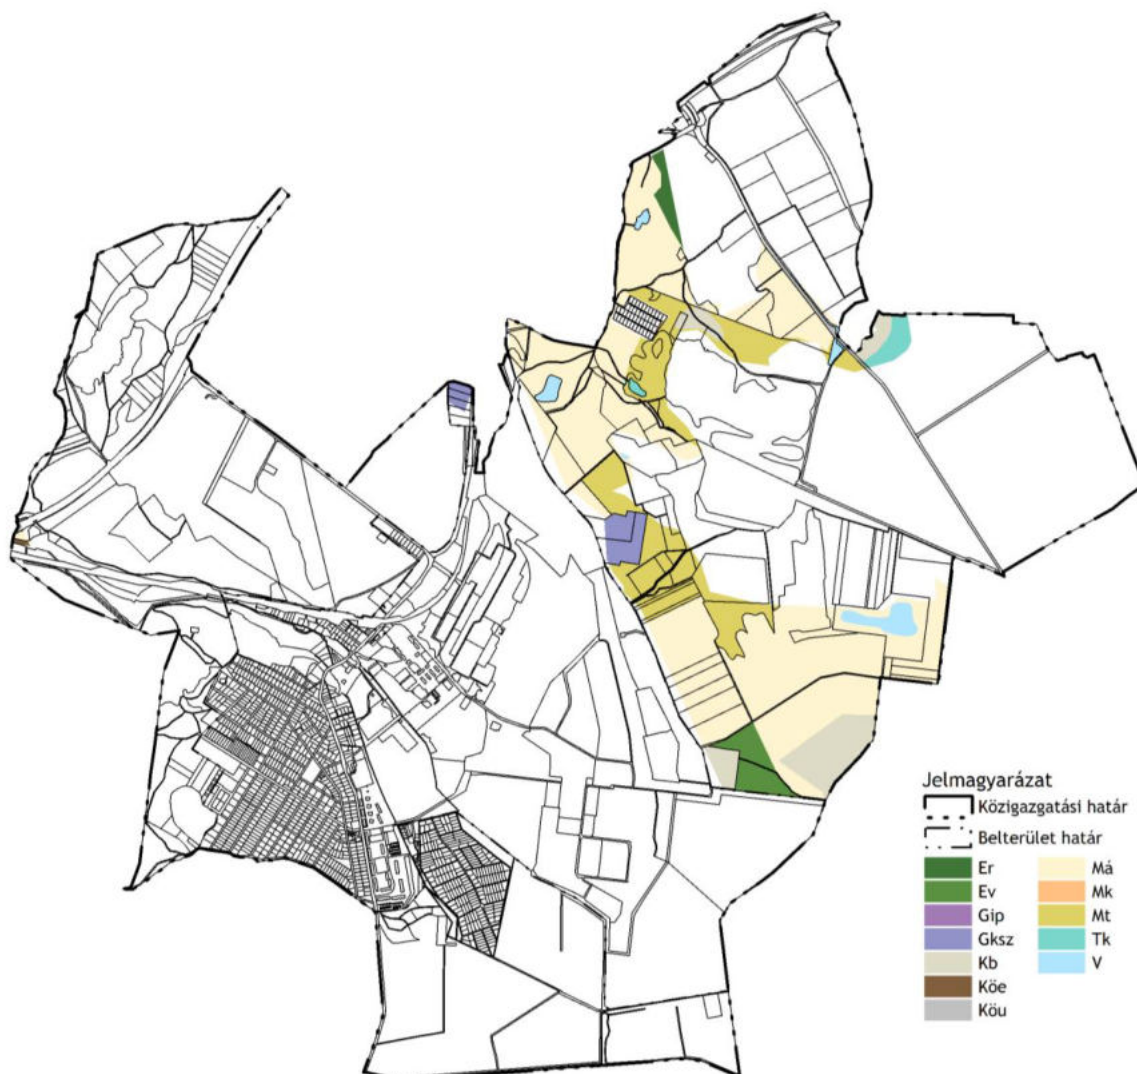 Jelmagyarázat
Közigazgatási határ
Belterület határ
Er
Ev
Gip
Gksz
Kb
Köe
Köu
Má
Mk
Mt
Tk
V